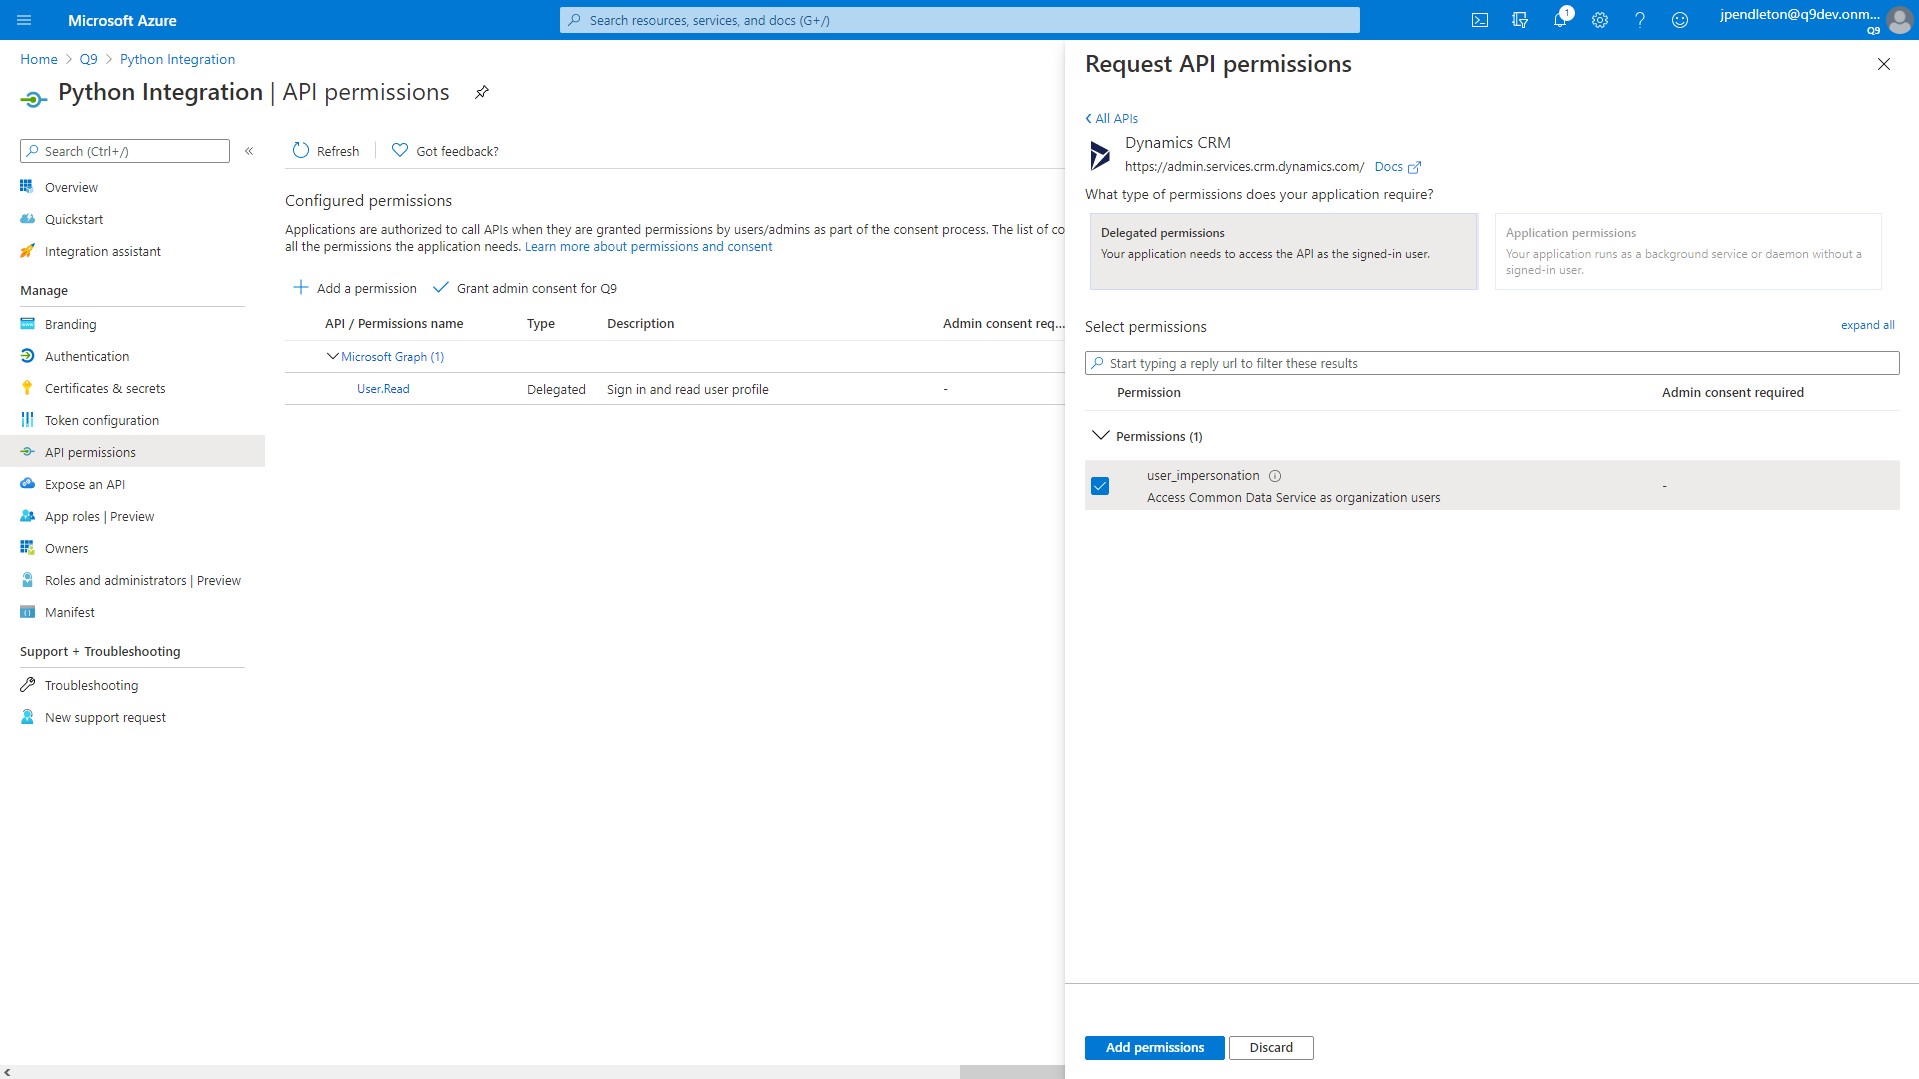 Microsoft Azure
Search resources, services, and docs (G+/)
1
jpendleton@q9dev.onm...
Q9
Home > Q9 > Python Integration
Python Integration | API permissions
Search (Ctrl+/)
«
Overview
Quickstart
Integration assistant
Manage
Branding
Authentication
Certificates & secrets
Token configuration
API permissions
Expose an API
App roles | Preview
Owners
Roles and administrators | Preview
Manifest
Support + Troubleshooting
Troubleshooting
New support request
Refresh
Got feedback?
Configured permissions
Applications are authorized to call APIs when they are granted permissions by users/admins as part of the consent process. The list of co
all the permissions the application needs. Learn more about permissions and consent
Add a permission
Grant admin consent for Q9
API / Permissions name Type Description Admin consent req...
Microsoft Graph (1)
User.Read Delegated Sign in and read user profile -
Request API permissions
All APIs
Dynamics CRM
https://admin.services.crm.dynamics.com/ Docs
What type of permissions does your application require?
Delegated permissions
Your application needs to access the API as the signed-in user.
Application permissions
Your application runs as a background service or daemon without a
signed-in user.
Select permissions
expand all
Start typing a reply url to filter these results
Permission Admin consent required
Permissions (1)
user_impersonation
Access Common Data Service as organization users
-
Add permissions
Discard